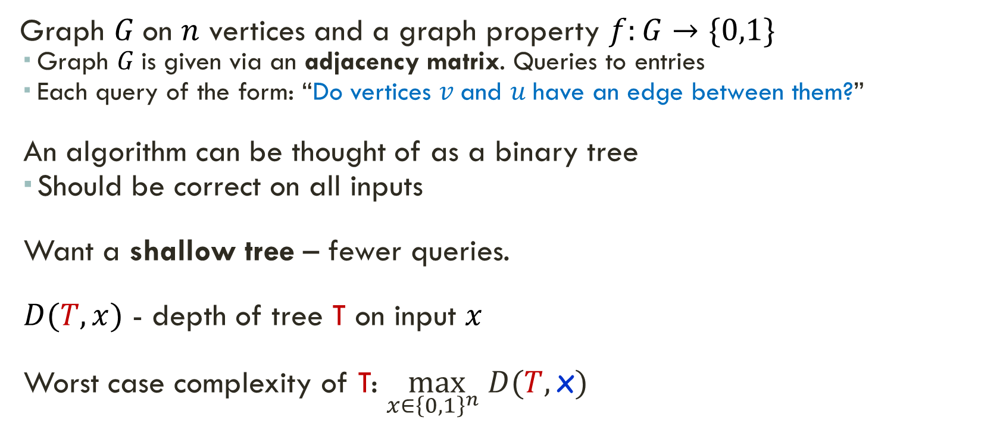 Graph G on n vertices and a graph property f: G → {0,1}
▪ Graph G is given via an adjacency matrix. Queries to entries
▪ Each query of the form: “Do vertices v and u have an edge between them?”
An algorithm can be thought of as a binary tree
▪ Should be correct on all inputs
Want a shallow tree – fewer queries.
D(T, x) - depth of tree T on input x
Worst case complexity of T: max D(T, x)
x∈{0,1}ⁿ